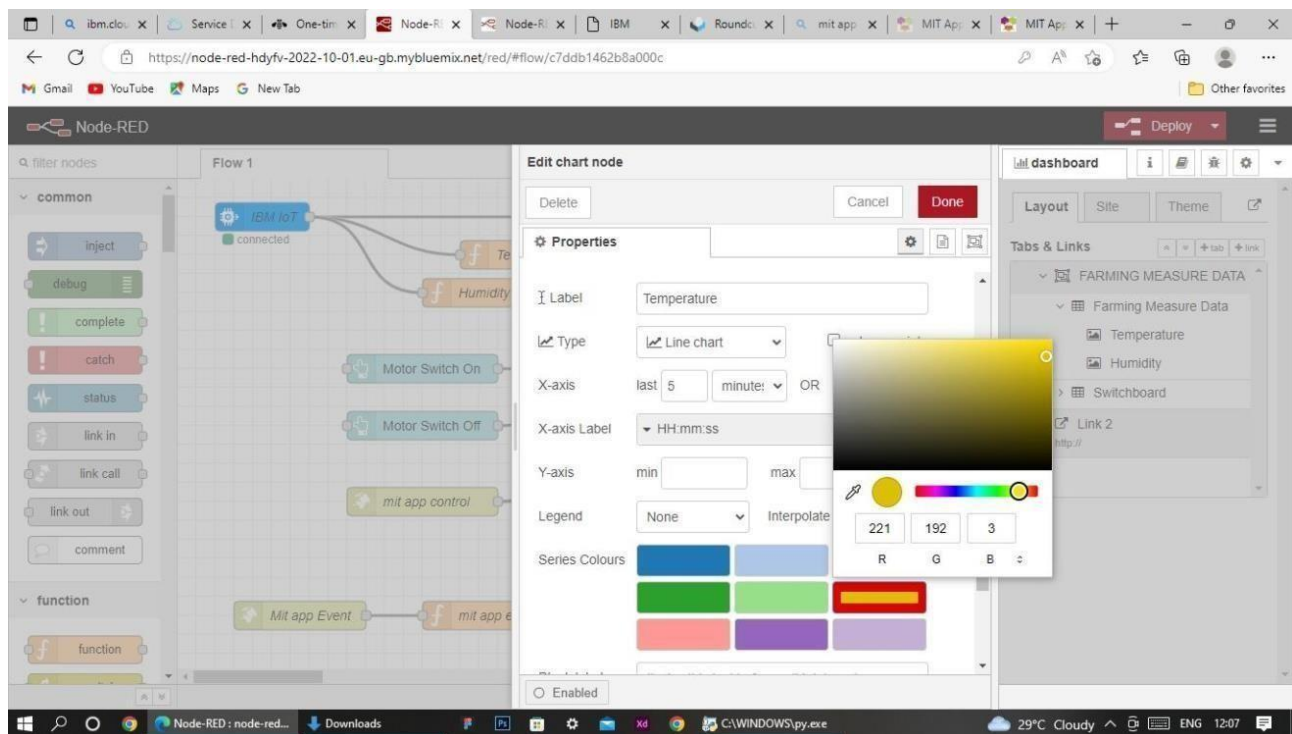 ibm.clou
Service I
One-tim
Node-RE
Node-RE
IBM
Roundcu
mit app
MIT App
MIT App
https://node-red-hdyfv-2022-10-01.eu-gb.mybluemix.net/red/#flow/c7ddb1462b8a000c
Gmail YouTube Maps New Tab Other favorites
Node-RED Deploy
filter nodes
common
inject
debug
complete
catch
status
link in
link call
link out
comment
function
function
Flow 1
IBM IoT
connected
Te
Humidity
Motor Switch On
Motor Switch Off
mit app control
Mit app Event
mit app e
Edit chart node
Delete Cancel Done
Properties
Label Temperature
Type Line chart
X-axis last 5 minutes OR
X-axis Label HH:mm:ss
Y-axis min max
Legend None Interpolate
Series Colours
221 192 3
R G B
Enabled
dashboard
Layout Site Theme
Tabs & Links tab link
FARMING MEASURE DATA
Farming Measure Data
Temperature
Humidity
Switchboard
Link 2
http://
Node-RED : node-red... Downloads Ps Xd C:\WINDOWS\py.exe 29°C Cloudy ENG 12:07